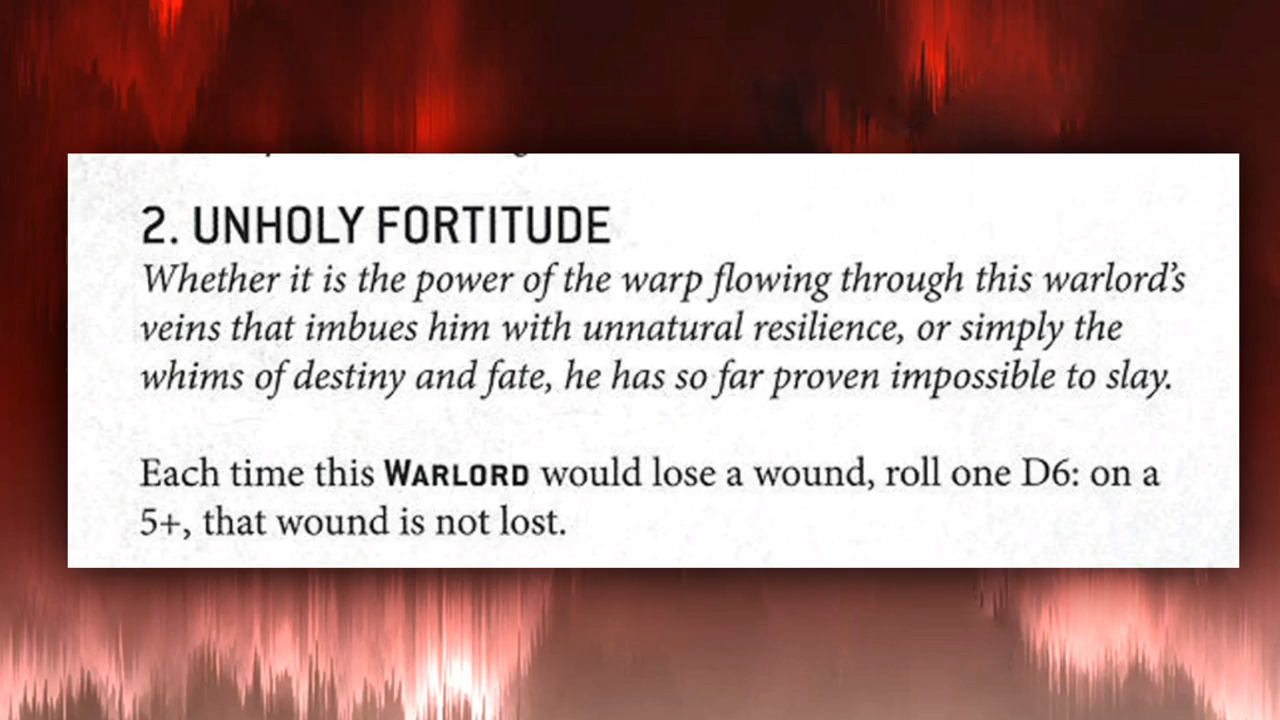 2. UNHOLY FORTITUDE
Whether it is the power of the warp flowing through this warlord's
veins that imbues him with unnatural resilience, or simply the
whims of destiny and fate, he has so far proven impossible to slay.
Each time this WARLORD would lose a wound, roll one D6: on a
5+, that wound is not lost.